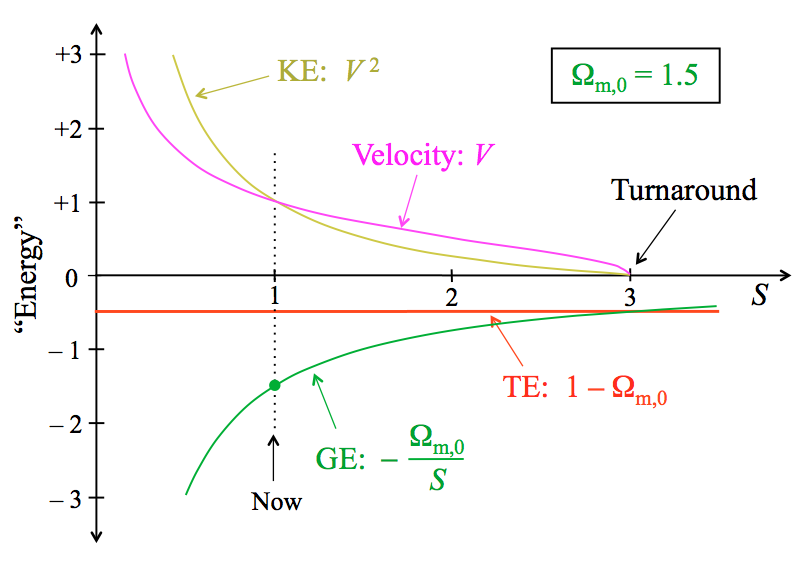 +3
KE: V²
Ωm,0 = 1.5
+2
Velocity: V
+1
Turnaround
0
1
2
3
S
"Energy"
– 1
TE: 1 – Ωm,0
– 2
GE: – Ωm,0
S
– 3
Now